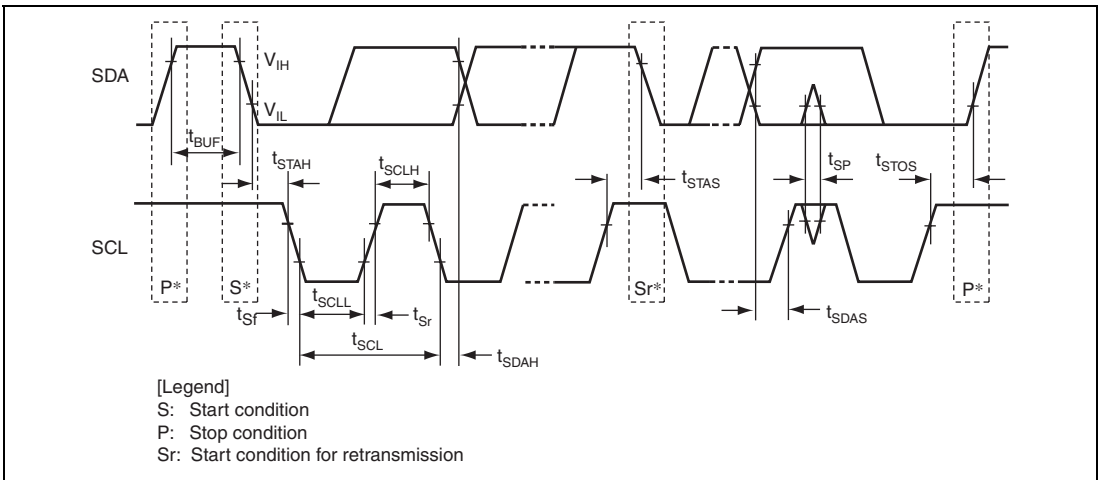 SDA
V_IH
V_IL
t_BUF
t_STAH
t_SCLH
t_STAS
t_SP
t_STOS
SCL
P*
S*
Sr*
P*
t_Sf
t_SCLL
t_Sr
t_SDAS
t_SCL
t_SDAH
[Legend]
S: Start condition
P: Stop condition
Sr: Start condition for retransmission